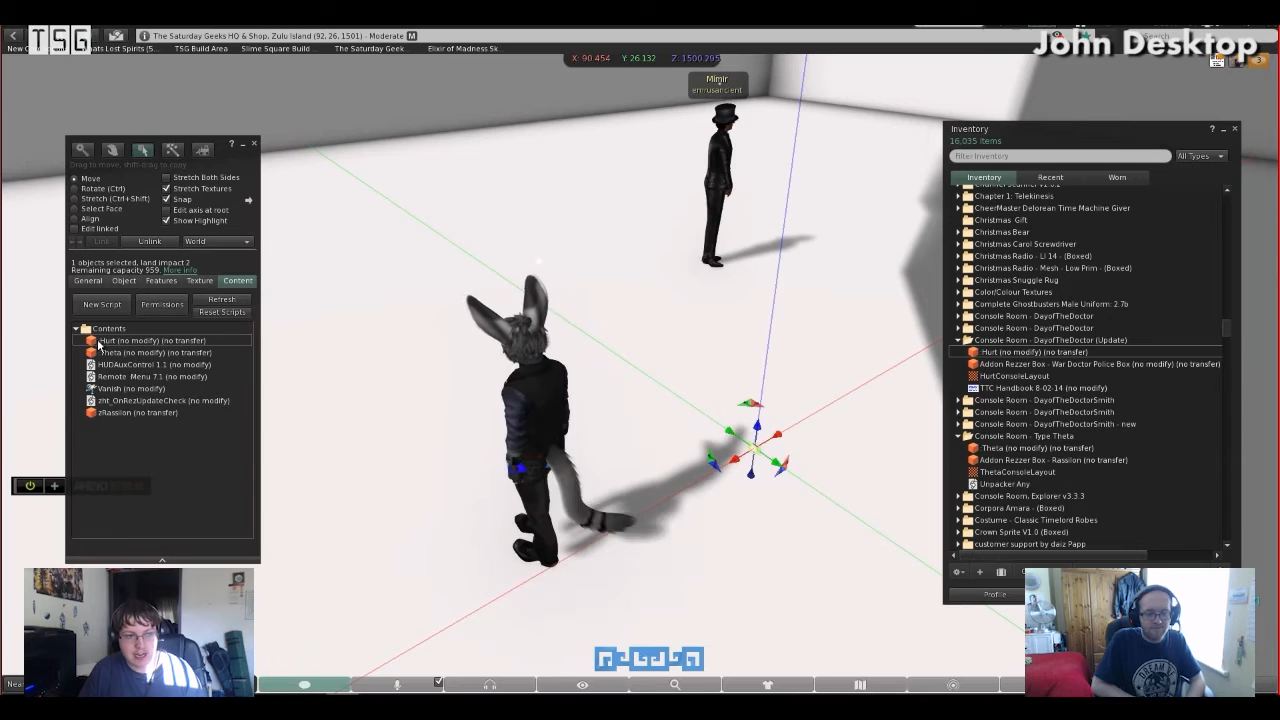 TSG
The Saturday Geeks HQ & Shop, Zulu Island (92, 26, 1501) - Moderate M
John Desktop
TSG Build Area
Slime Square Build ...
The Saturday Geek...
Elixir of Madness Sk...
X: 90.454 Y: 26.132 Z: 1500.295
Mimir
Drag to move, shift-drag to copy
Move
Rotate (Ctrl)
Stretch (Ctrl+Shift)
Select Face
Align
Edit linked
Stretch Both Sides
Stretch Textures
Snap
Edit axis at root
Show Highlight
Link
Unlink
World
1 objects selected, land impact 2
Remaining capacity 959. More info
General
Object
Features
Texture
Content
New Script
Permissions
Refresh
Reset Scripts
Contents
Hurt (no modify) (no transfer)
Theta (no modify) (no transfer)
HUDAuxControl 1.1 (no modify)
Remote Menu 7.1 (no modify)
Vanish (no modify)
zht_OnRezUpdateCheck (no modify)
zRassilon (no transfer)
Inventory
16,035 items
Filter Inventory
All Types
Inventory
Recent
Worn
Chapter 1: Telekinesis
CheerMaster Delorean Time Machine Giver
Christmas Gift
Christmas Bear
Christmas Carol Screwdriver
Christmas Radio - LI 14 - (Boxed)
Christmas Radio - Mesh - Low Prim - (Boxed)
Christmas Snuggle Rug
Color/Colour Textures
Complete Ghostbusters Male Uniform: 2.7b
Console Room - DayofTheDoctor
Console Room - DayofTheDoctor
Console Room - DayofTheDoctor (Update)
Hurt (no modify) (no transfer)
Addon Rezzer Box - War Doctor Police Box (no modify) (no transfer)
HurtConsoleLayout
TTC Handbook 8-02-14 (no modify)
Console Room - DayofTheDoctorSmith
Console Room - DayofTheDoctorSmith
Console Room - DayofTheDoctorSmith - new
Console Room - Type Theta
Theta (no modify) (no transfer)
Addon Rezzer Box - Rassilon (no transfer)
ThetaConsoleLayout
Unpacker Any
Console Room, Explorer v3.3.3
Corpora Amara - (Boxed)
Costume - Classic Timelord Robes
Crown Sprite V1.0 (Boxed)
customer support by daiz Papp
Profile